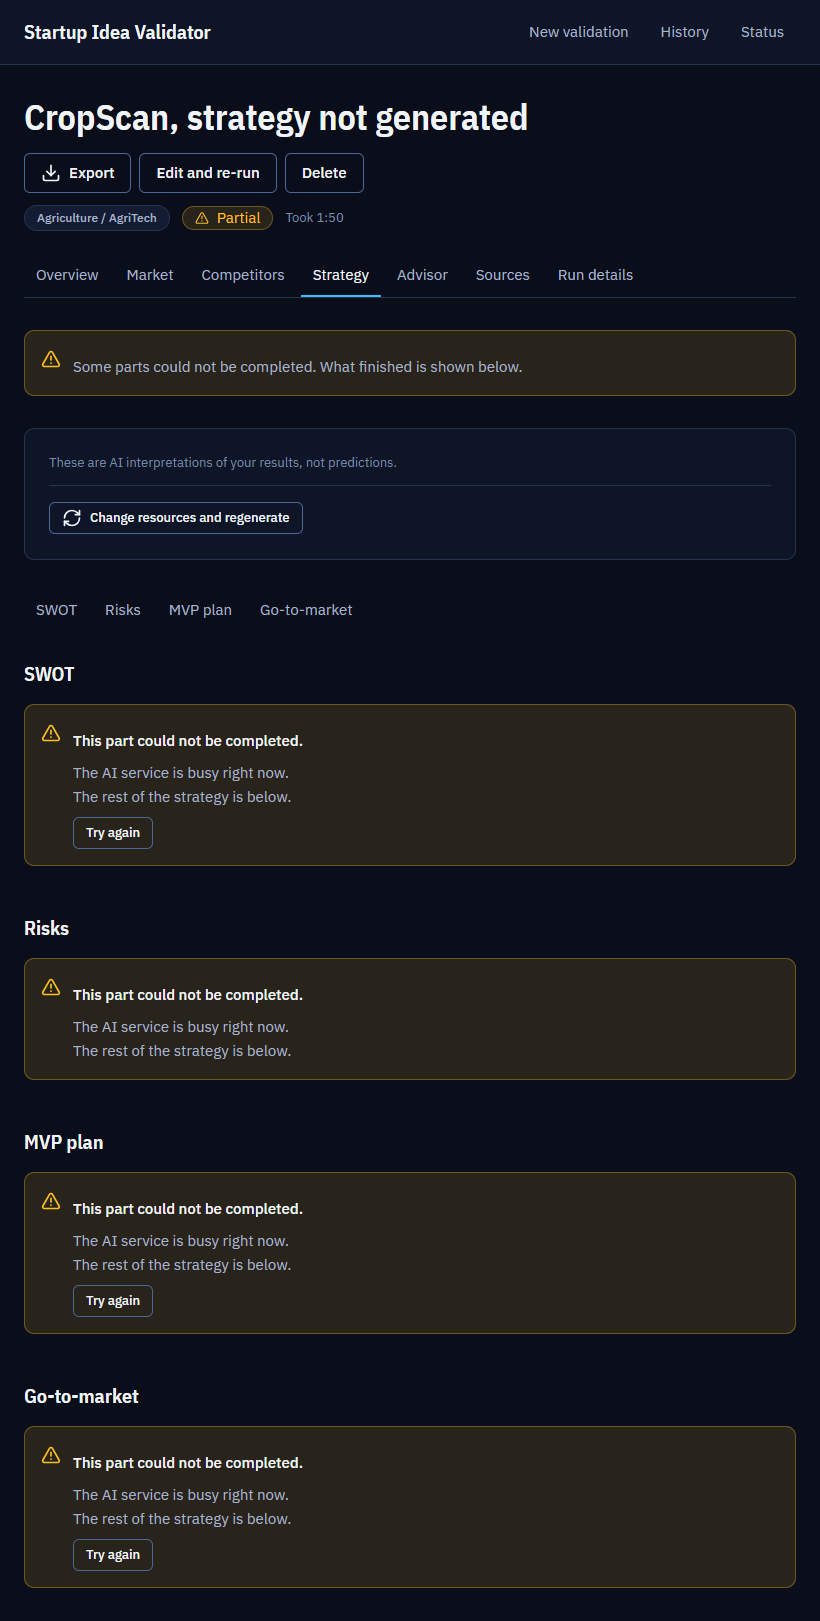 Startup Idea Validator
New validation
History
Status
CropScan, strategy not generated
Export
Edit and re-run
Delete
Agriculture / AgriTech
Partial
Took 1:50
Overview
Market
Competitors
Strategy
Advisor
Sources
Run details
Some parts could not be completed. What finished is shown below.
These are AI interpretations of your results, not predictions.
Change resources and regenerate
SWOT
Risks
MVP plan
Go-to-market
SWOT
This part could not be completed.
The AI service is busy right now.
The rest of the strategy is below.
Try again
Risks
This part could not be completed.
The AI service is busy right now.
The rest of the strategy is below.
MVP plan
This part could not be completed.
The AI service is busy right now.
The rest of the strategy is below.
Try again
Go-to-market
This part could not be completed.
The AI service is busy right now.
The rest of the strategy is below.
Try again